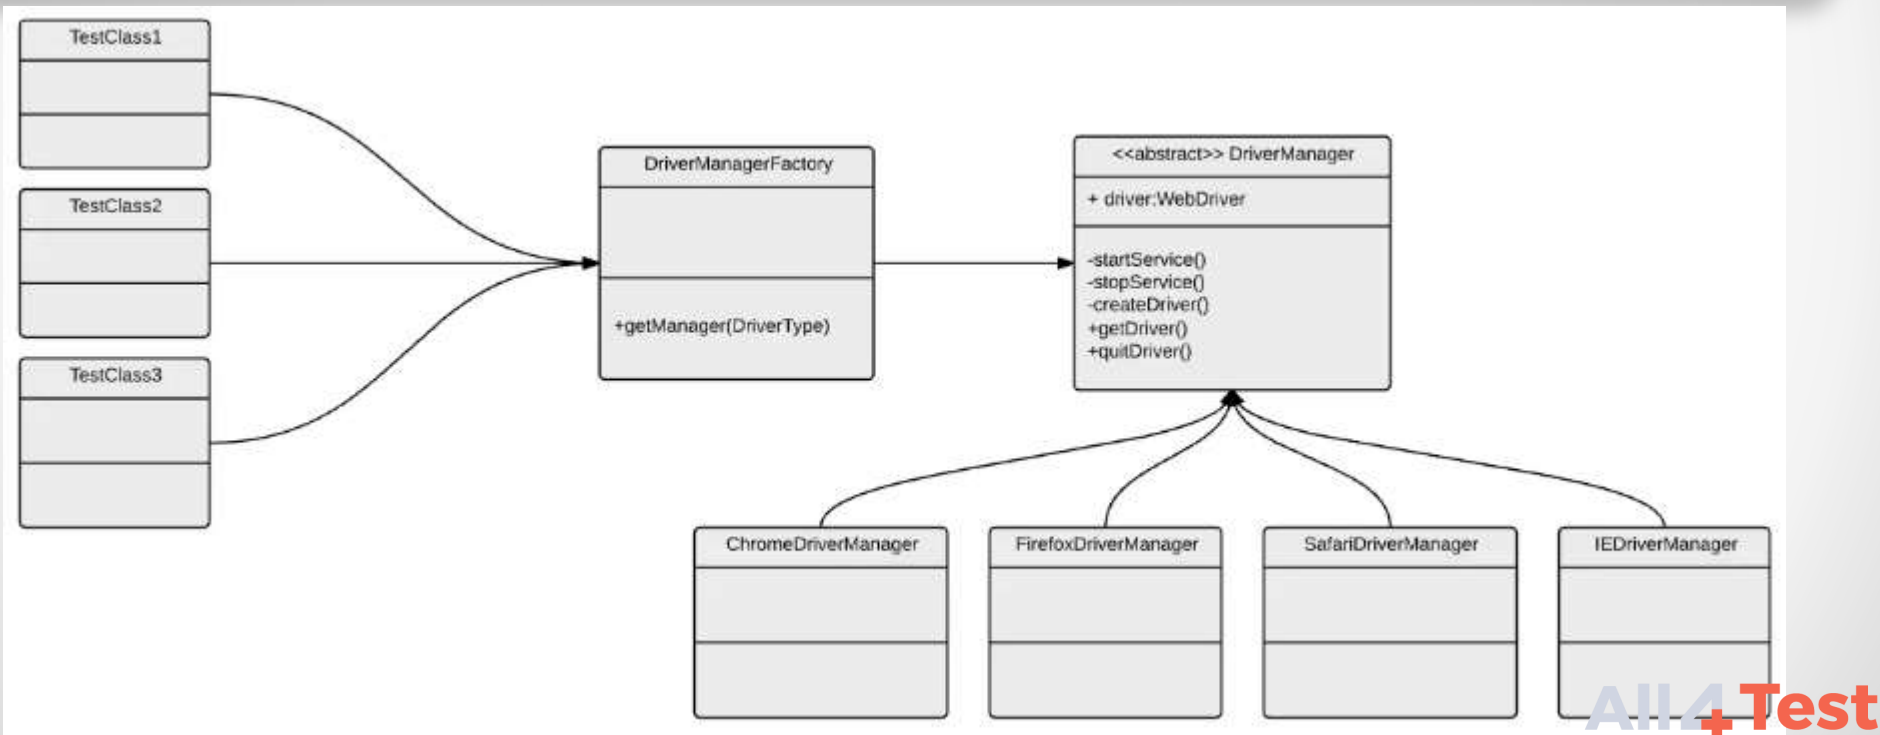 TestClass1
TestClass2
TestClass3
DriverManagerFactory
+getManager(DriverType)
<<abstract>> DriverManager
+ driver:WebDriver
-startService()
-stopService()
-createDriver()
+getDriver()
+quitDriver()
ChromeDriverManager
FirefoxDriverManager
SafariDriverManager
IEDriverManager
All4Test